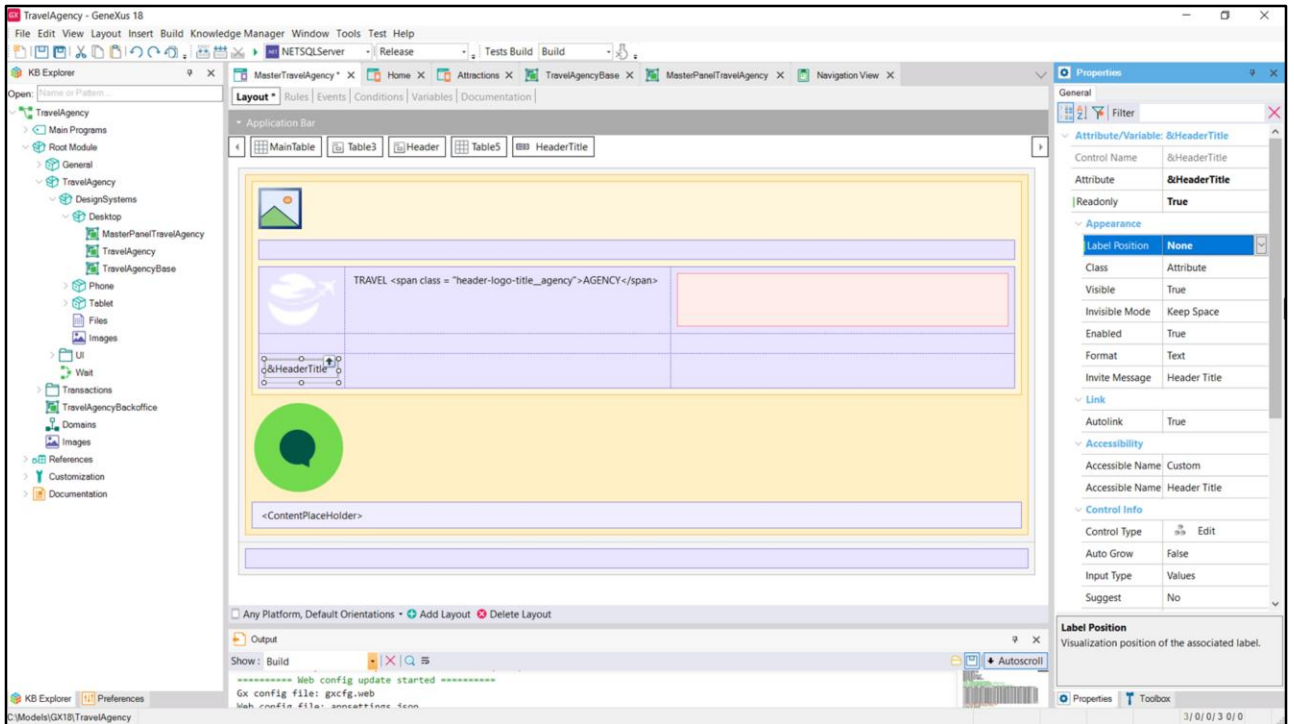 TravelAgency - GeneXus 18
File Edit View Layout Insert Build Knowledge Manager Window Tools Test Help
NETSQLServer Release Tests Build Build
KB Explorer
Open: Name or Pattern...
TravelAgency
Main Programs
Root Module
General
TravelAgency
DesignSystems
Desktop
MasterPanelTravelAgency
TravelAgency
TravelAgencyBase
Phone
Tablet
Files
Images
UI
Wait
Transactions
TravelAgencyBackoffice
Domains
Images
References
Customization
Documentation
KB Explorer Preferences
C:\Models\GX18\TravelAgency
MasterTravelAgency * X Home X Attractions X TravelAgencyBase X MasterPanelTravelAgency X Navigation View X
Layout * Rules Events Conditions Variables Documentation
Application Bar
MainTable Table3 Header Table5 HeaderTitle
TRAVEL <span class = "header-logo-title_agency">AGENCY</span>
&HeaderTitle
<ContentPlaceHolder>
Any Platform, Default Orientations Add Layout Delete Layout
Output
Show: Build Autoscroll
========== Web config update started ==========
Gx config file: gxcfg.web
Web config file: appsettings.json
Properties
General
Filter
Attribute/Variable: &HeaderTitle
Control Name &HeaderTitle
Attribute &HeaderTitle
Readonly True
Appearance
Label Position None
Class Attribute
Visible True
Invisible Mode Keep Space
Enabled True
Format Text
Invite Message Header Title
Link
Autolink True
Accessibility
Accessible Name Custom
Accessible Name Header Title
Control Info
Control Type Edit
Auto Grow False
Input Type Values
Suggest No
Label Position
Visualization position of the associated label.
Properties Toolbox
3/ 0/ 0/ 3 0/ 0